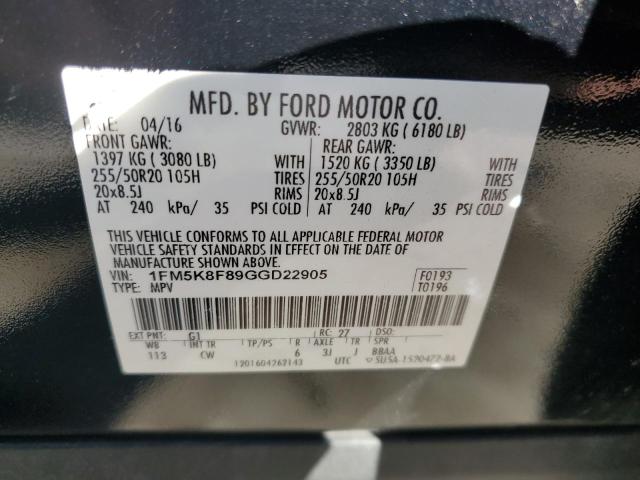 MFD. BY FORD MOTOR CO.
DATE: 04/16 GVWR: 2803 KG ( 6180 LB)
FRONT GAWR: REAR GAWR:
1397 KG ( 3080 LB) WITH 1520 KG ( 3350 LB) WITH
255/50R20 105H TIRES 255/50R20 105H TIRES
20x8.5J RIMS 20x8.5J RIMS
AT 240 kPa/ 35 PSI COLD AT 240 kPa/ 35 PSI COLD
THIS VEHICLE CONFORMS TO ALL APPLICABLE FEDERAL MOTOR
VEHICLE SAFETY STANDARDS IN EFFECT ON THE DATE OF
MANUFACTURE SHOWN ABOVE.
VIN: 1FM5K8F89GGD22905 F0193
TYPE: MPV T0196
EXT PNT: G1 RC: 27 DSO:
WB INT TR TP/PS R AXLE TR SPR
113 CW 6 3J J BBAA
1201604262143 UTC 5U5A-1520472-BA